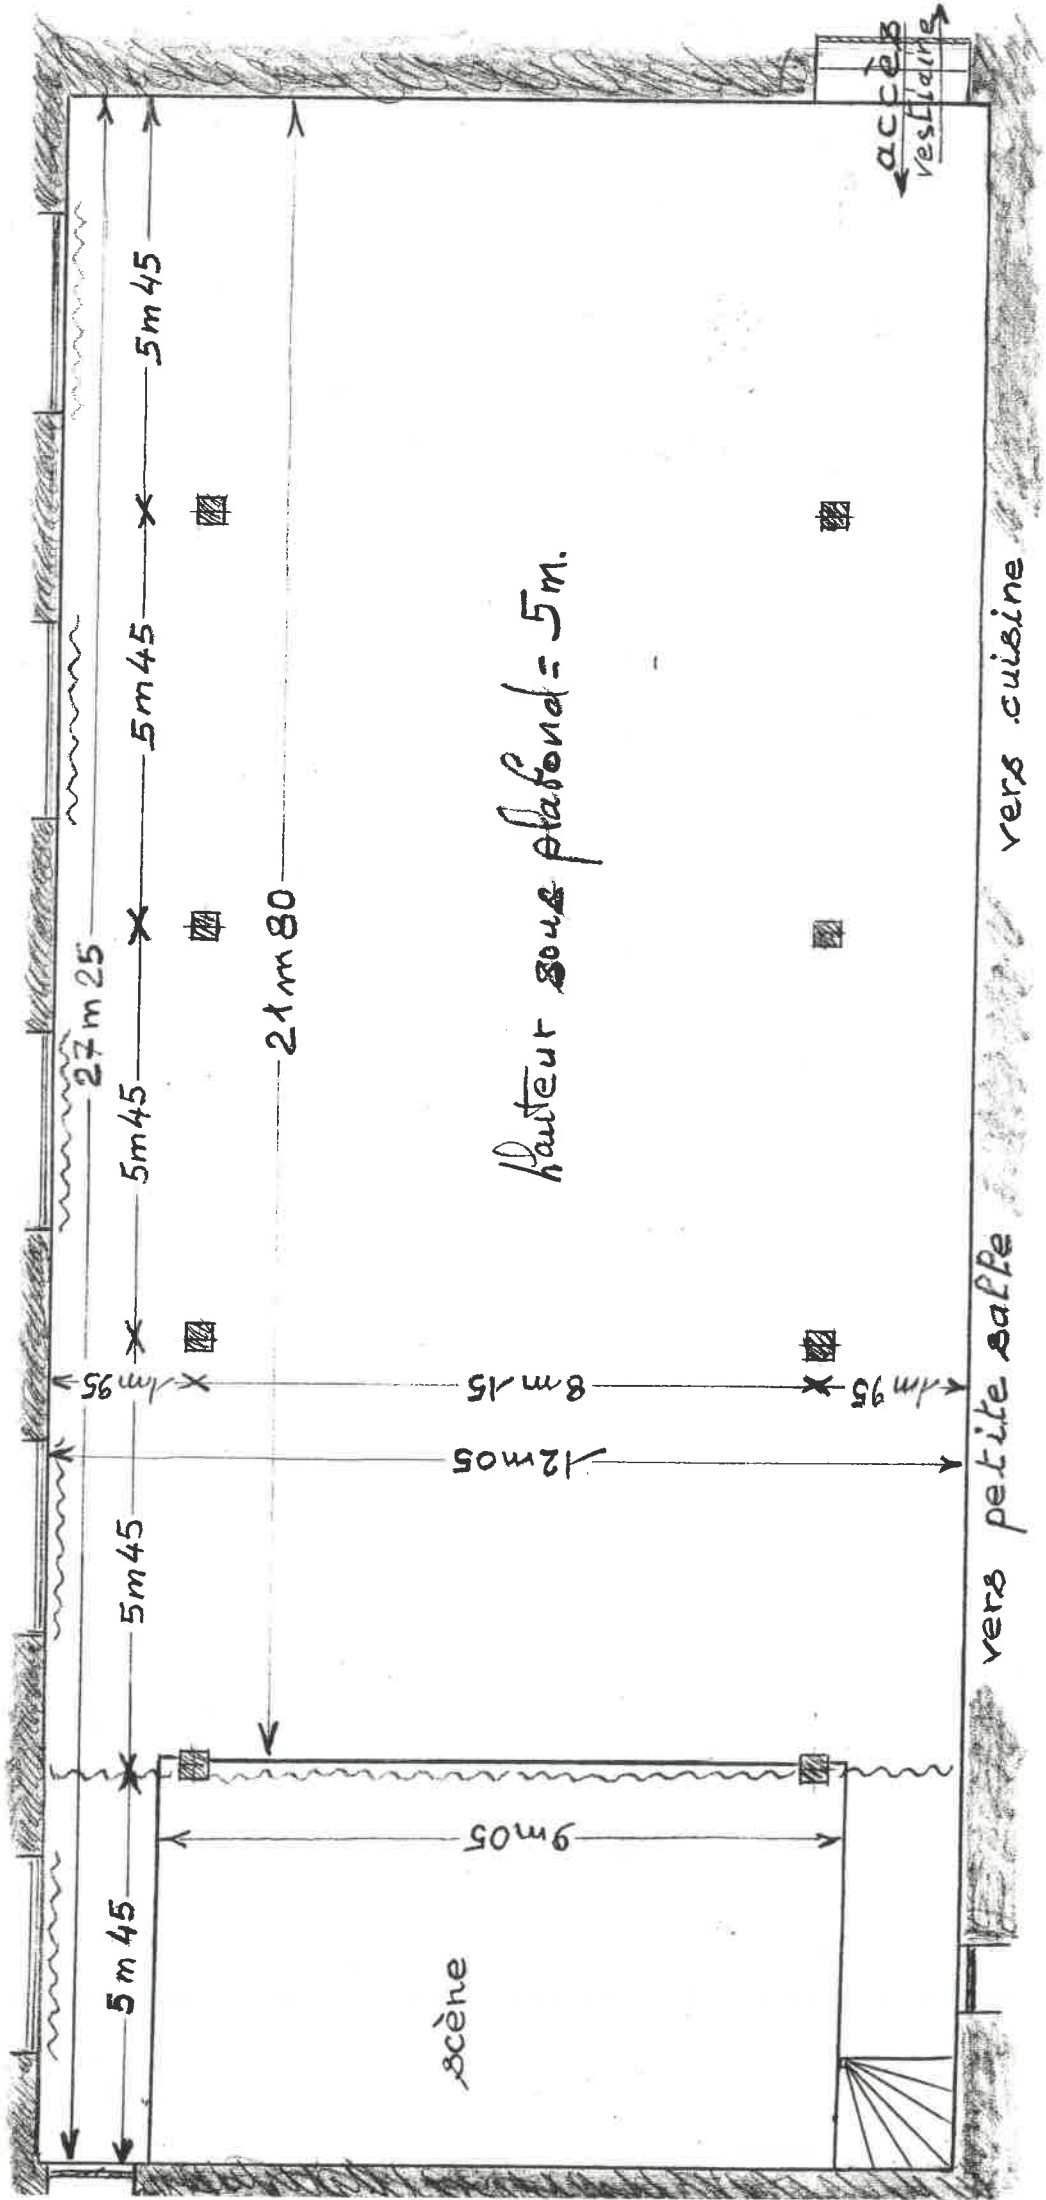 27m25
5m45
5m45
5m45
5m45
5m45
21m80
1m95
8m15
1m95
12m05
9m05
hauteur sous plafond = 5m.
scène
accès
vestiaire
vers petite salle
vers cuisine